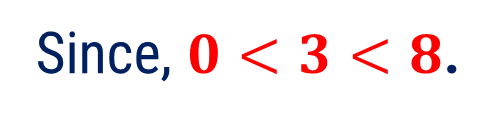 Since, 0 < 3 < 8.